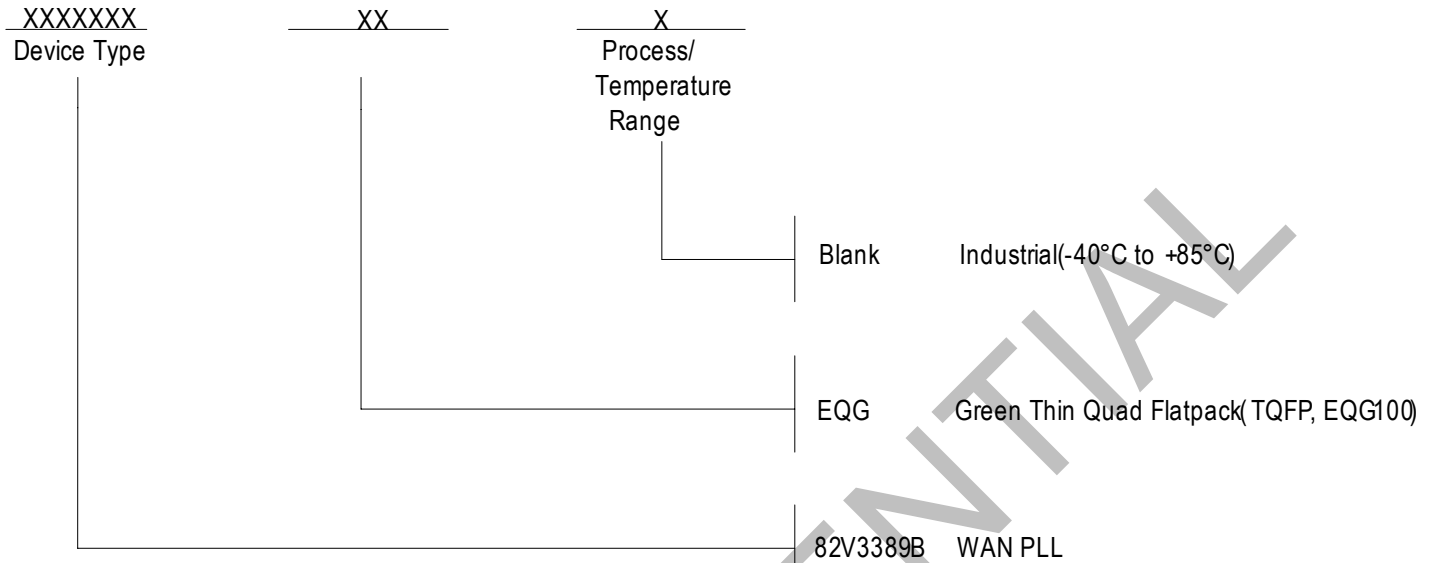 XXXXXXX XX X
Device Type Process/
Temperature
Range
Blank Industrial(-40°C to +85°C)
EQG Green Thin Quad Flatpack( TQFP, EQG100)
82V3389B WAN PLL
NTIAL